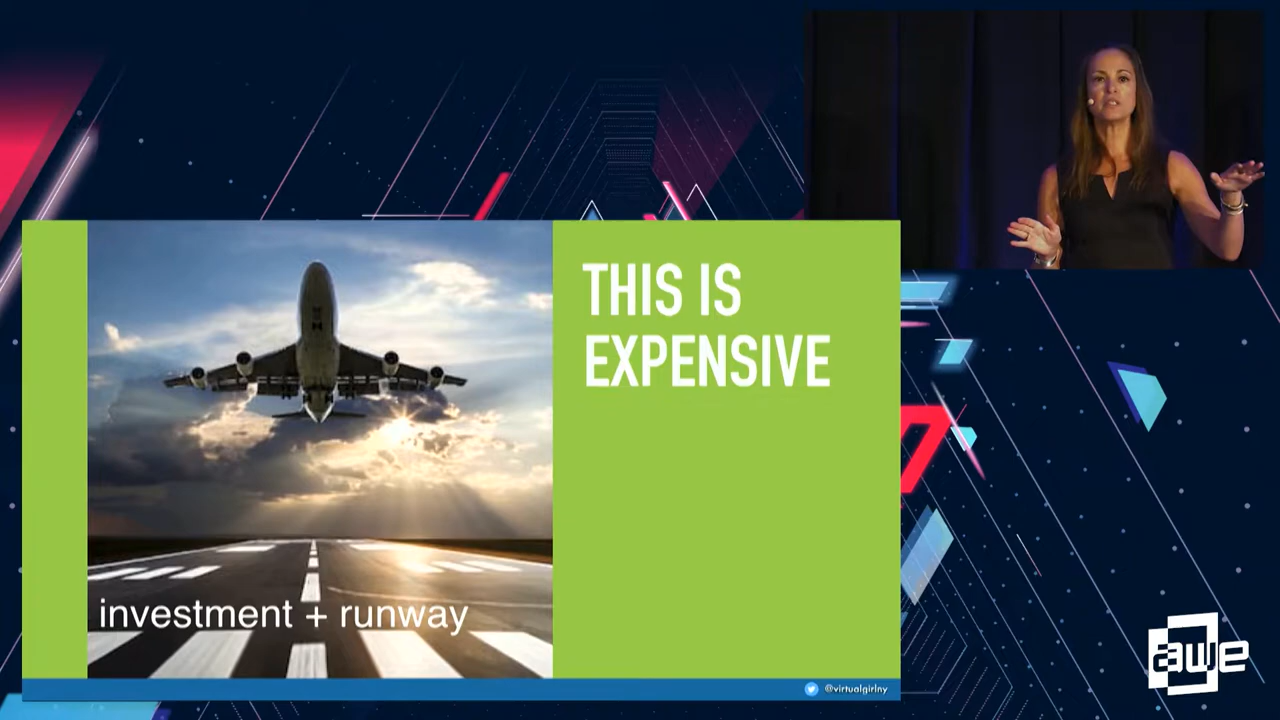 THIS IS
EXPENSIVE
investment + runway
@virtualgirlny
awe